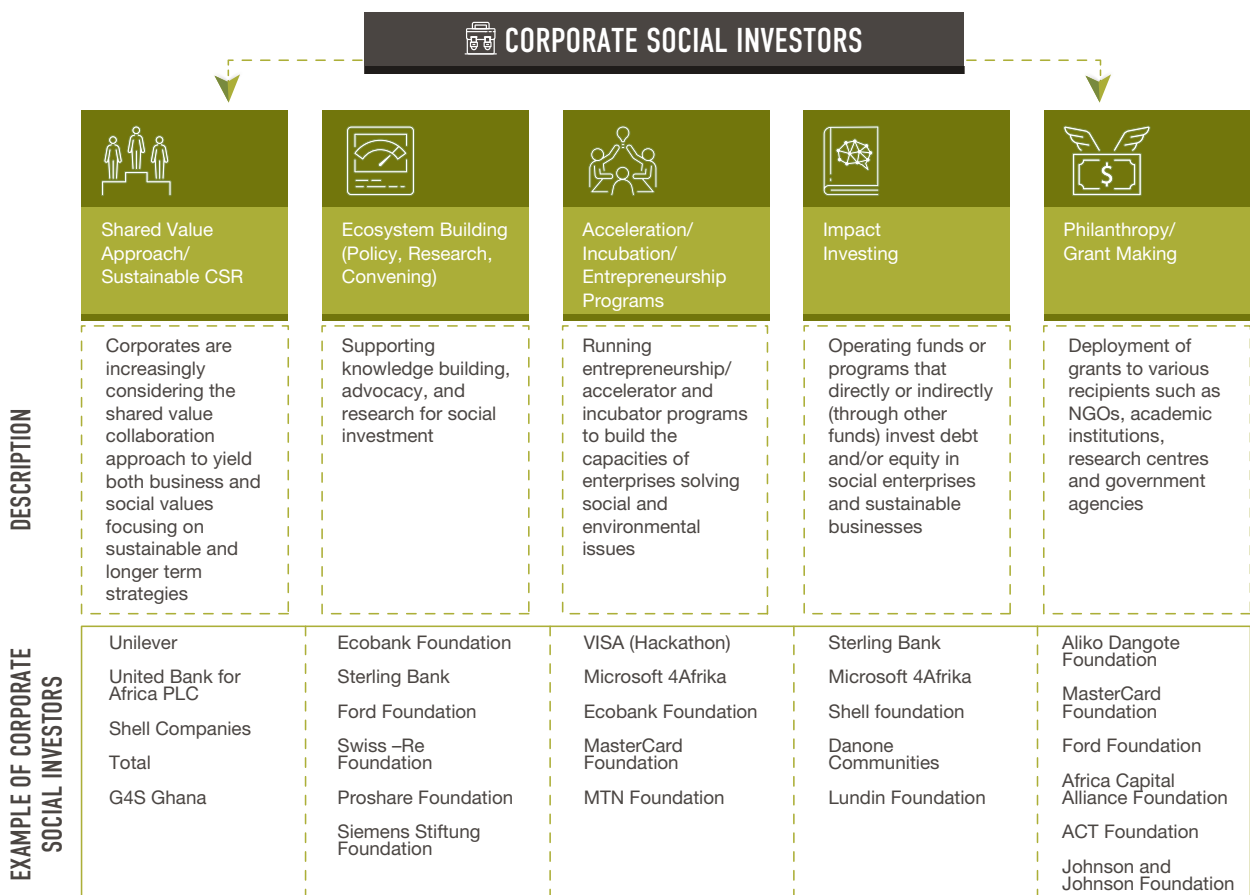 CORPORATE SOCIAL INVESTORS
Shared Value
Approach/
Sustainable CSR
Ecosystem Building
(Policy, Research,
Convening)
Acceleration/
Incubation/
Entrepreneurship
Programs
Impact
Investing
$
Philanthropy/
Grant Making
DESCRIPTION
Corporates are
increasingly
considering the
shared value
collaboration
approach to yield
both business and
social values
focusing on
sustainable and
longer term
strategies
Supporting
knowledge building,
advocacy, and
research for social
investment
Running
entrepreneurship/
accelerator and
incubator programs
to build the
capacities of
enterprises solving
social and
environmental
issues
Operating funds or
programs that
directly or indirectly
(through other
funds) invest debt
and/or equity in
social enterprises
and sustainable
businesses
Deployment of
grants to various
recipients such as
NGOs, academic
institutions,
research centres
and government
agencies
EXAMPLE OF CORPORATE
SOCIAL INVESTORS
Unilever
United Bank for
Africa PLC
Shell Companies
Total
G4S Ghana
Ecobank Foundation
Sterling Bank
Ford Foundation
Swiss –Re
Foundation
Proshare Foundation
Siemens Stiftung
Foundation
VISA (Hackathon)
Microsoft 4Afrika
Ecobank Foundation
MasterCard
Foundation
MTN Foundation
Sterling Bank
Microsoft 4Afrika
Shell foundation
Danone
Communities
Lundin Foundation
Aliko Dangote
Foundation
MasterCard
Foundation
Ford Foundation
Africa Capital
Alliance Foundation
ACT Foundation
Johnson and
Johnson Foundation